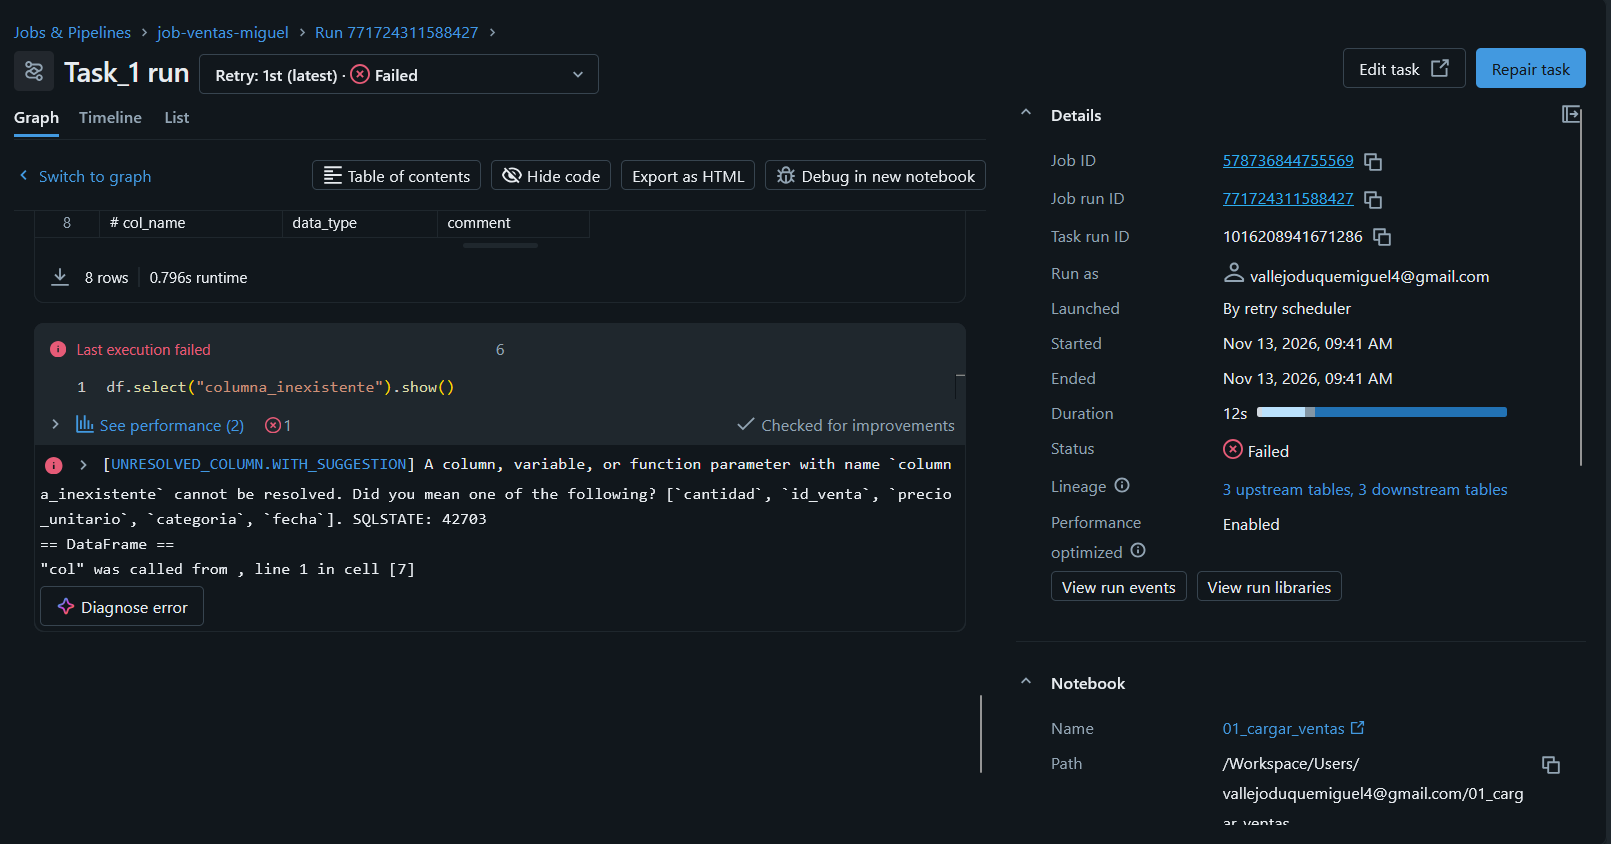 Jobs & Pipelines > job-ventas-miguel > Run 771724311588427 >
Task_1 run
Retry: 1st (latest) · Failed
Edit task
Repair task
Graph
Timeline
List
Switch to graph
Table of contents
Hide code
Export as HTML
Debug in new notebook
8 # col_name data_type comment
8 rows 0.796s runtime
Last execution failed 6
1 df.select("columna_inexistente").show()
See performance (2) 1
Checked for improvements
[UNRESOLVED_COLUMN.WITH_SUGGESTION] A column, variable, or function parameter with name `column
a_inexistente` cannot be resolved. Did you mean one of the following? [`cantidad`, `id_venta`, `precio
_unitario`, `categoria`, `fecha`]. SQLSTATE: 42703
== DataFrame ==
"col" was called from , line 1 in cell [7]
Diagnose error
Details
Job ID 578736844755569
Job run ID 771724311588427
Task run ID 1016208941671286
Run as vallejoduquemiguel4@gmail.com
Launched By retry scheduler
Started Nov 13, 2026, 09:41 AM
Ended Nov 13, 2026, 09:41 AM
Duration 12s
Status Failed
Lineage 3 upstream tables, 3 downstream tables
Performance Enabled
optimized
View run events
View run libraries
Notebook
Name 01_cargar_ventas
Path /Workspace/Users/
vallejoduquemiguel4@gmail.com/01_carg
ar_ventas